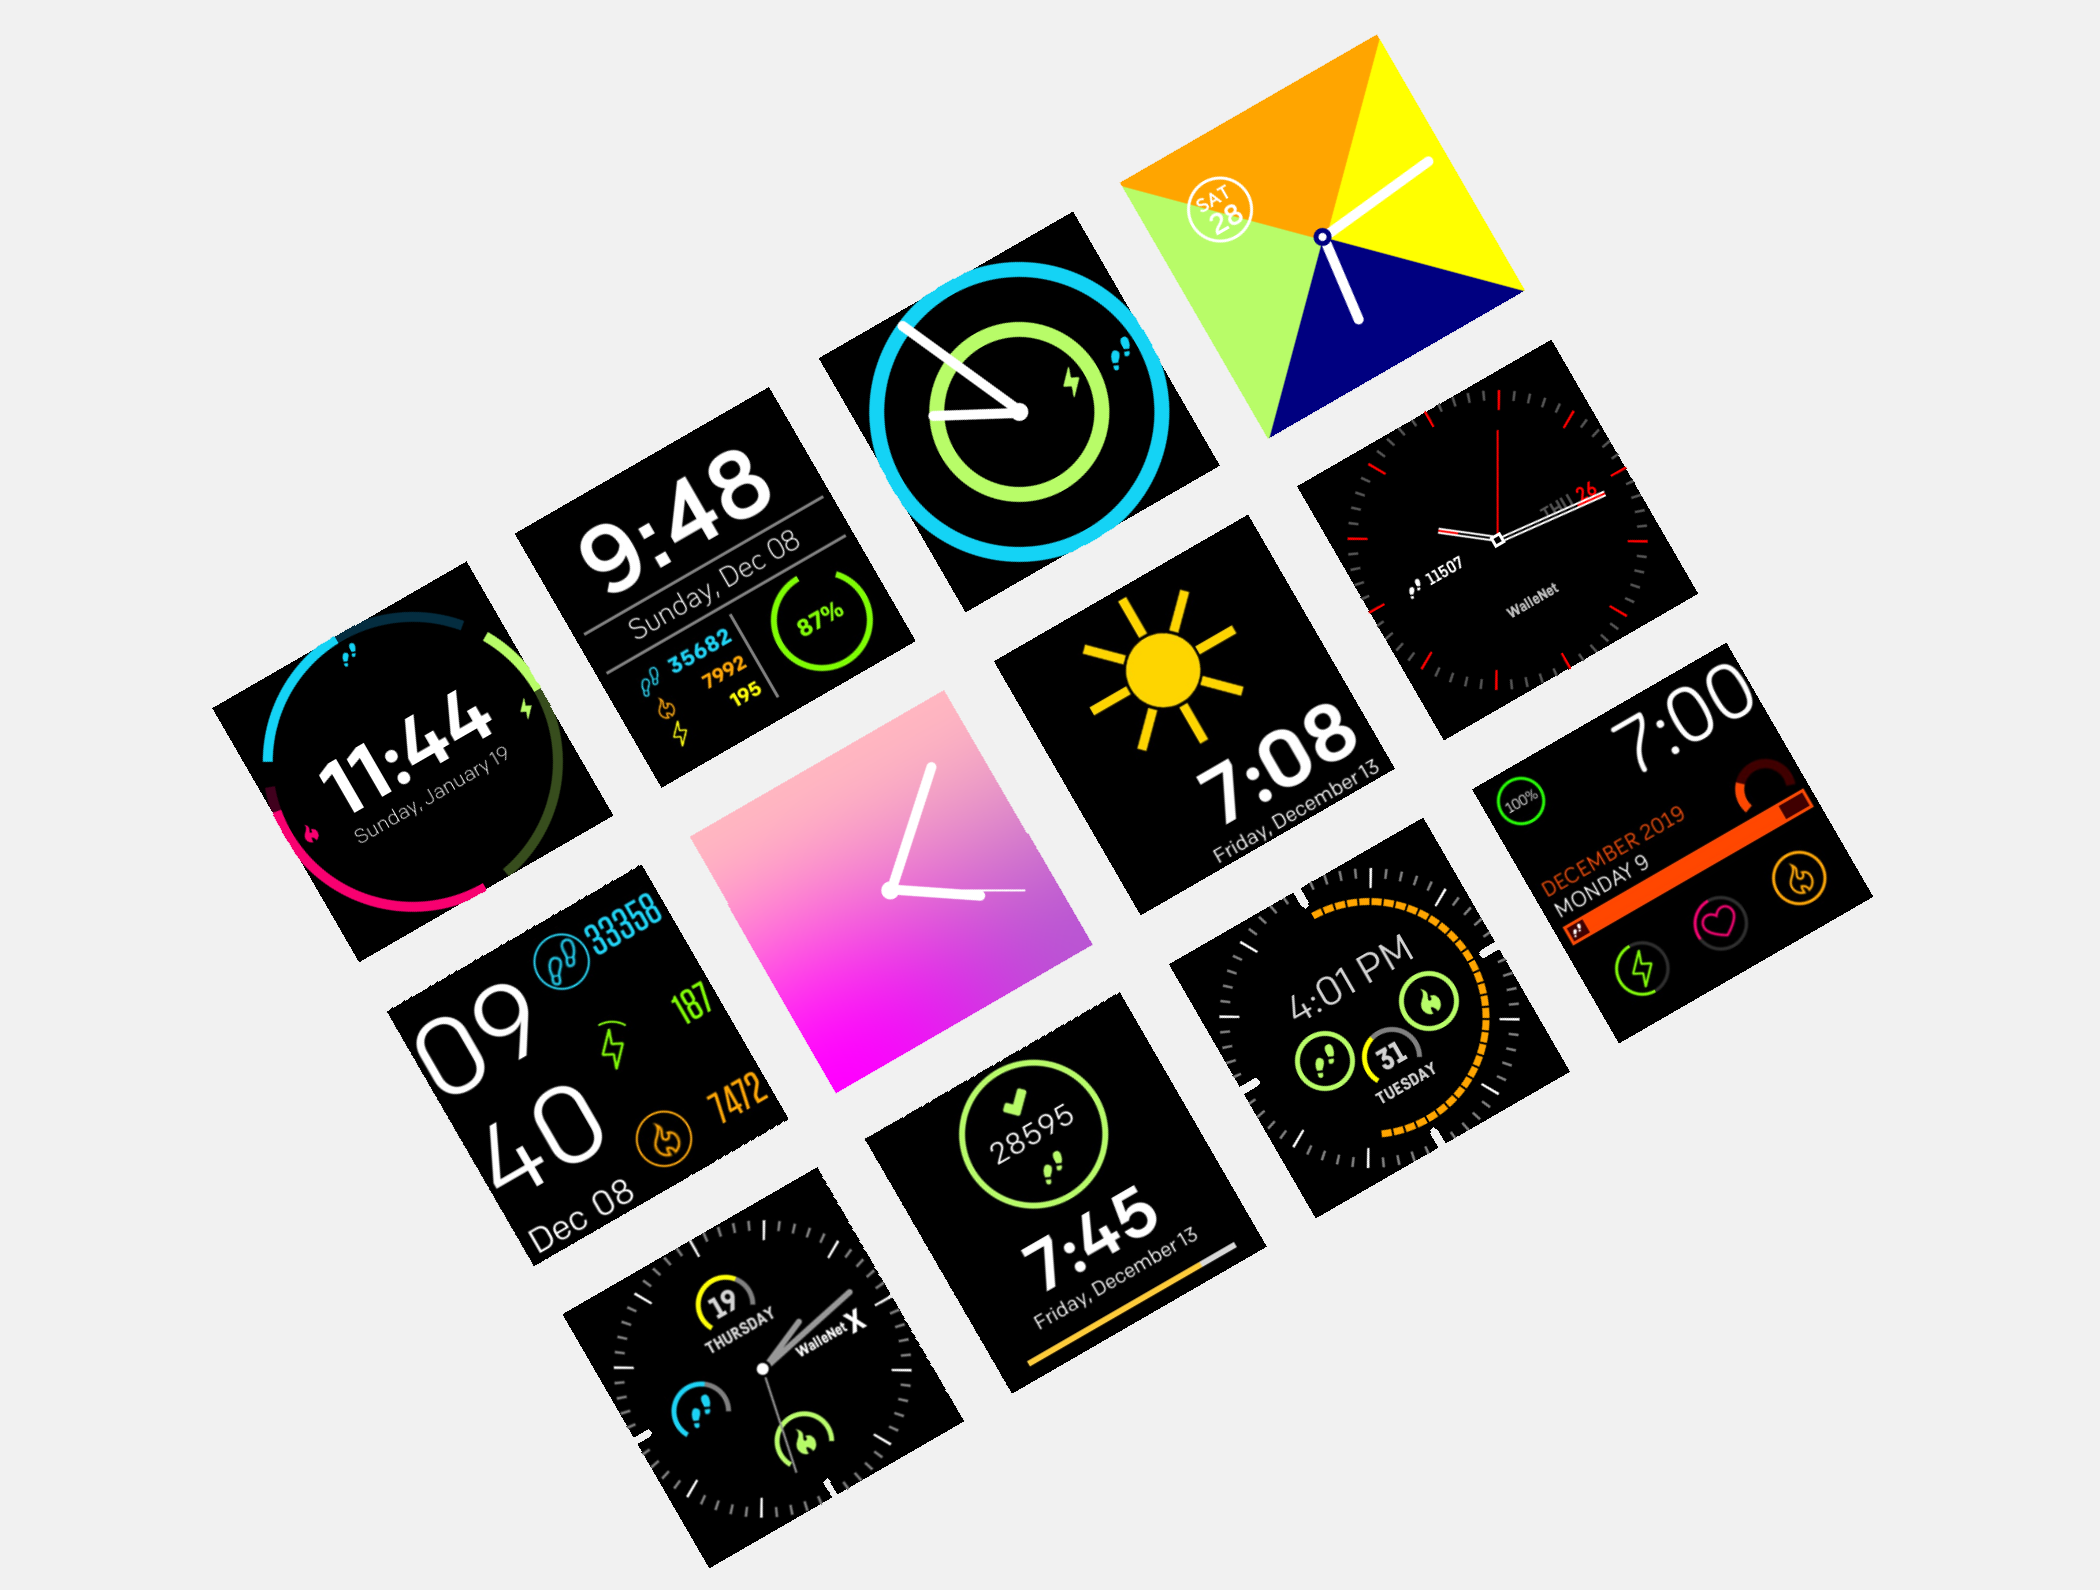 SAT
28
9:48
Sunday, Dec 08
35682
7992
195
87%
THU 26
11507
WalleNet
11:44
Sunday, January 19
7:08
Friday, December 13
7:00
100%
DECEMBER 2019
MONDAY 9
09
40
Dec 08
33358
187
7472
4:01 PM
31
TUESDAY
28595
7:45
Friday, December 13
19
THURSDAY
WalleNet X